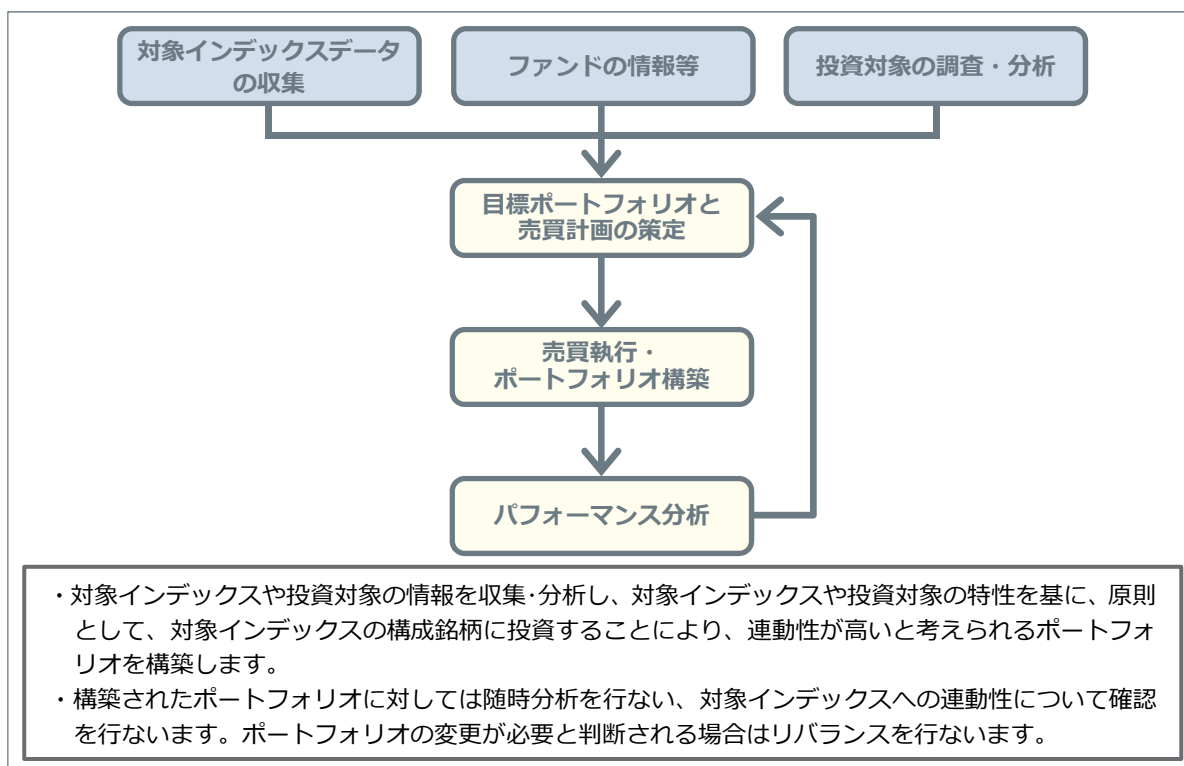 対象インデックスデータ
の収集
ファンドの情報等
投資対象の調査・分析
目標ポートフォリオと
売買計画の策定
売買執行・
ポートフォリオ構築
パフォーマンス分析
・対象インデックスや投資対象の情報を収集･分析し、対象インデックスや投資対象の特性を基に、原則
として、対象インデックスの構成銘柄に投資することにより、連動性が高いと考えられるポートフォ
リオを構築します。
・構築されたポートフォリオに対しては随時分析を行ない、対象インデックスへの連動性について確認
を行ないます。ポートフォリオの変更が必要と判断される場合はリバランスを行ないます。